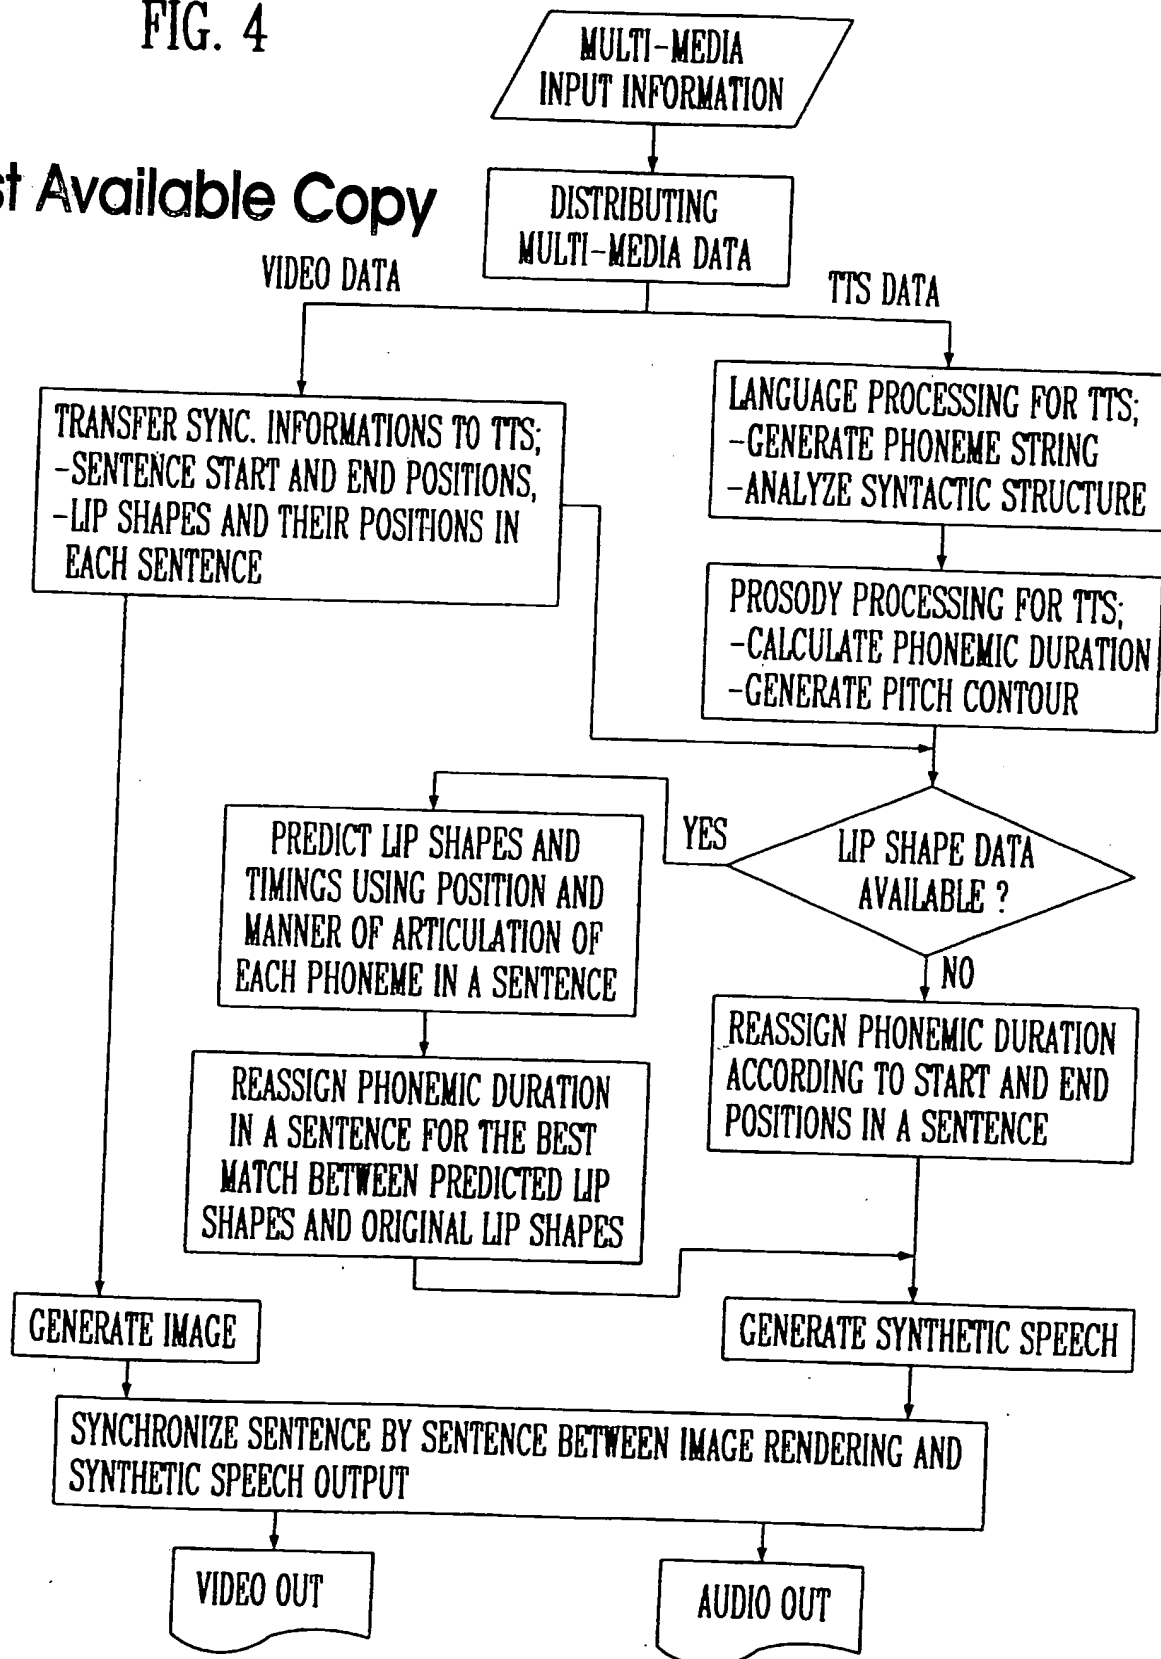 FIG. 4
MULTI-MEDIA
INPUT INFORMATION
st Available Copy
DISTRIBUTING
MULTI-MEDIA DATA
VIDEO DATA
TTS DATA
TRANSFER SYNC. INFORMATIONS TO TTS;
-SENTENCE START AND END POSITIONS,
-LIP SHAPES AND THEIR POSITIONS IN
EACH SENTENCE
LANGUAGE PROCESSING FOR TTS;
-GENERATE PHONEME STRING
-ANALYZE SYNTACTIC STRUCTURE
PROSODY PROCESSING FOR TTS;
-CALCULATE PHONEMIC DURATION
-GENERATE PITCH CONTOUR
LIP SHAPE DATA
AVAILABLE ?
YES
NO
PREDICT LIP SHAPES AND
TIMINGS USING POSITION AND
MANNER OF ARTICULATION OF
EACH PHONEME IN A SENTENCE
REASSIGN PHONEMIC DURATION
IN A SENTENCE FOR THE BEST
MATCH BETWEEN PREDICTED LIP
SHAPES AND ORIGINAL LIP SHAPES
REASSIGN PHONEMIC DURATION
ACCORDING TO START AND END
POSITIONS IN A SENTENCE
GENERATE IMAGE
GENERATE SYNTHETIC SPEECH
SYNCHRONIZE SENTENCE BY SENTENCE BETWEEN IMAGE RENDERING AND
SYNTHETIC SPEECH OUTPUT
VIDEO OUT
AUDIO OUT